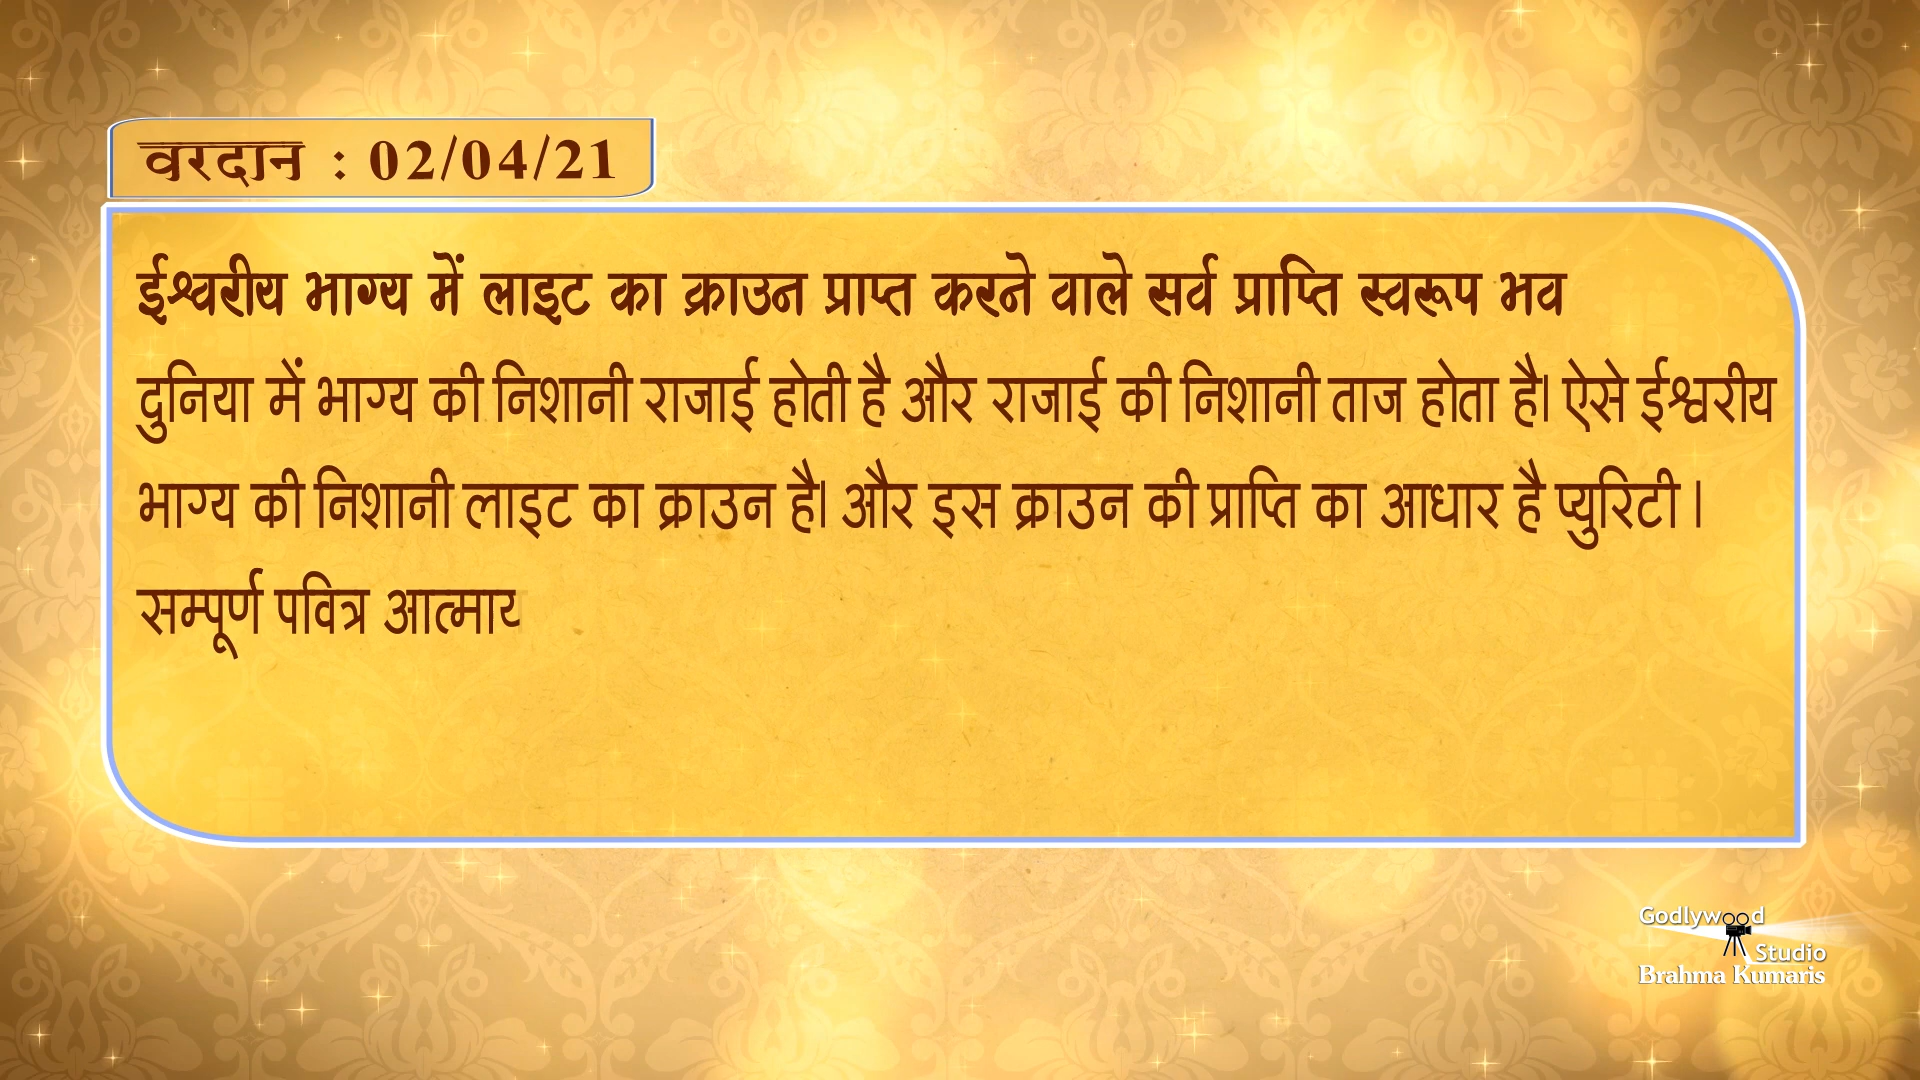 वरदान : 02/04/21
ईश्वरीय भाग्य में लाइट का क्राउन प्राप्त करने वाले सर्व प्राप्ति स्वरूप भव
दुनिया में भाग्य की निशानी राजाई होती है और राजाई की निशानी ताज होता है। ऐसे ईश्वरीय
भाग्य की निशानी लाइट का क्राउन है। और इस क्राउन की प्राप्ति का आधार है प्युरिटी ।
सम्पूर्ण पवित्र
Godlywood
Studio
Brahma Kumaris